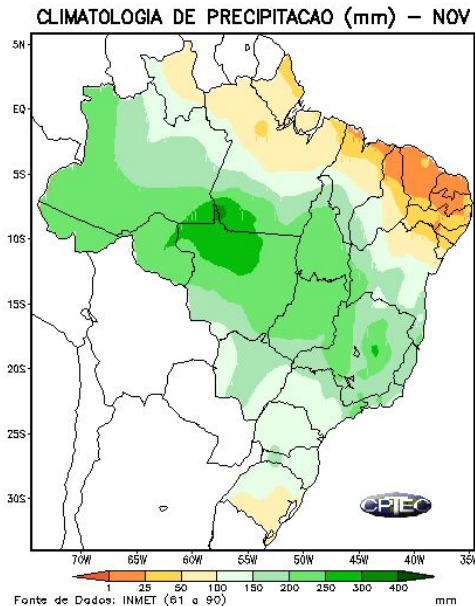 CLIMATOLOGIA DE PRECIPITACAO (mm) – NOV
5N
EQ
5S
10S
15S
20S
25S
30S
CPTEC
70W 65W 60W 55W 50W 45W 40W 35W
1 25 50 100 150 200 250 300 400
Fonte de Dados: INMET (61 a 90) mm